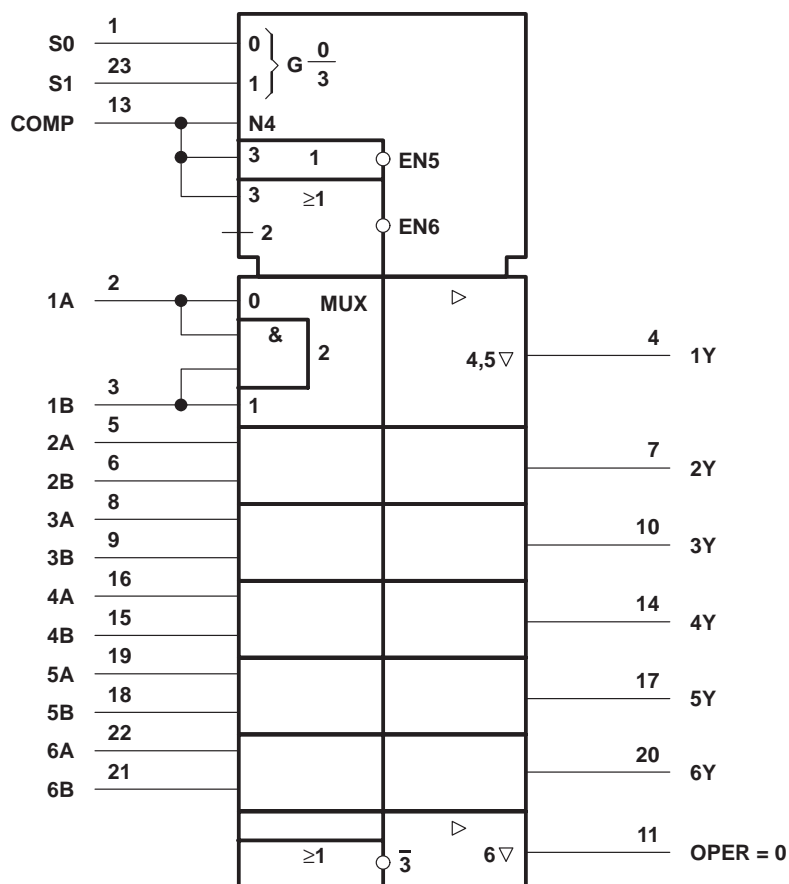 S0 1 0
G 0/3
S1 23 1
COMP 13 N4
3 1 EN5
3 ≥1
2 EN6
1A 2 0 MUX ▷
& 2 4,5 ▽ 4 1Y
1B 3 1
2A 5
2B 6 7 2Y
3A 8
3B 9 10 3Y
4A 16
4B 15 14 4Y
5A 19
5B 18 17 5Y
6A 22
6B 21 20 6Y
▷
≥1 3̅ 6 ▽ 11 OPER = 0